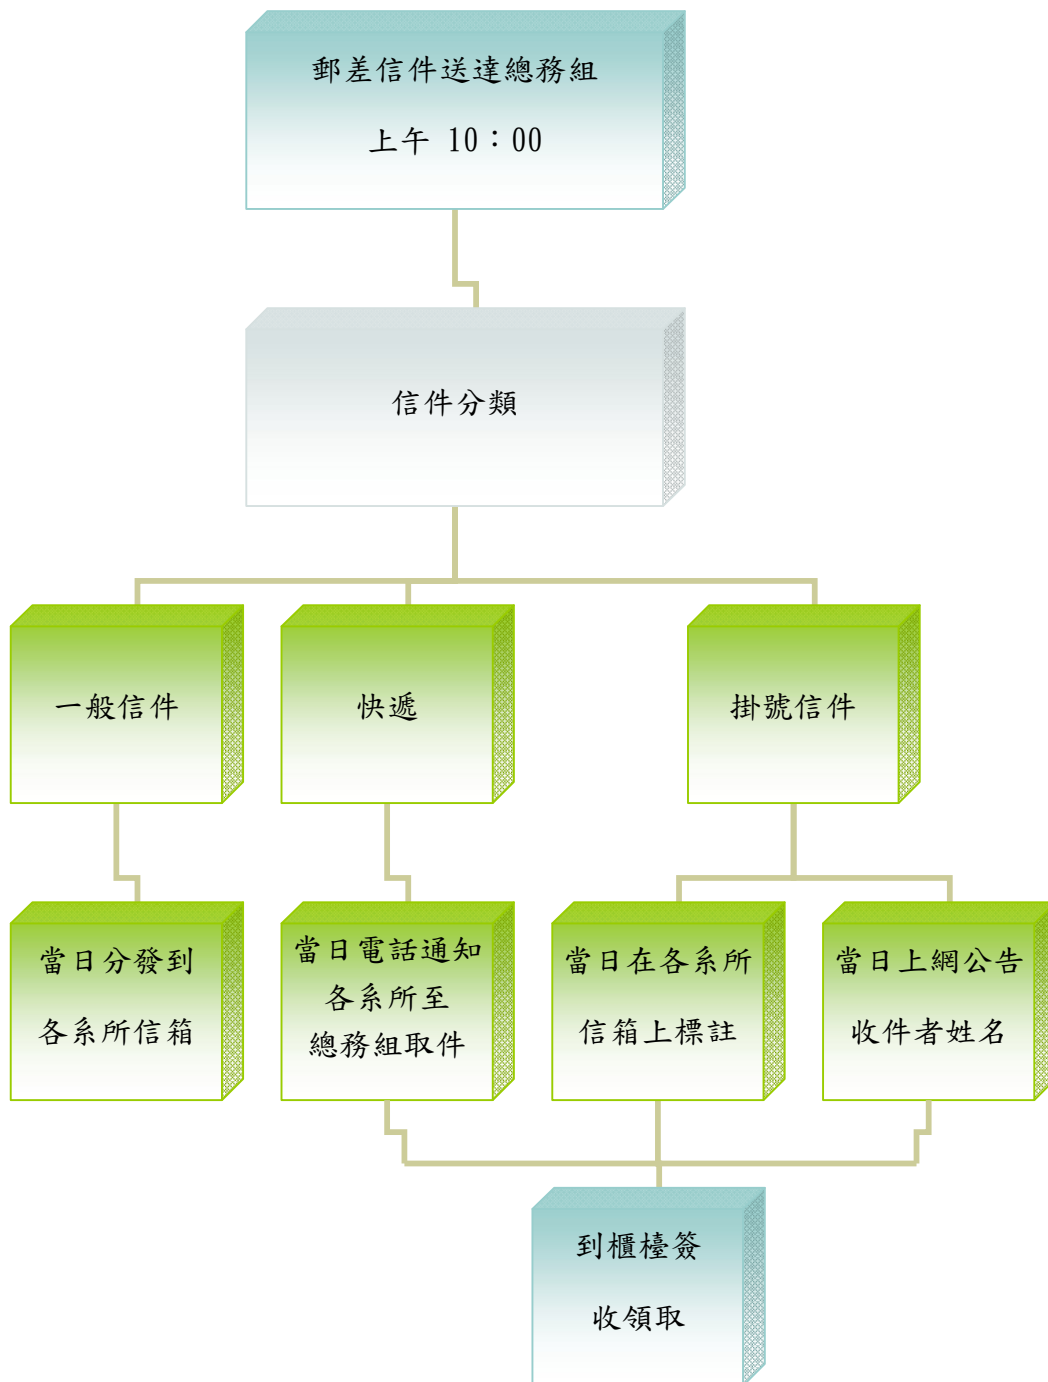 郵差信件送達總務組
上午 10：00
信件分類
一般信件
快遞
掛號信件
當日分發到
各系所信箱
當日電話通知
各系所至
總務組取件
當日在各系所
信箱上標註
當日上網公告
收件者姓名
到櫃檯簽
收領取